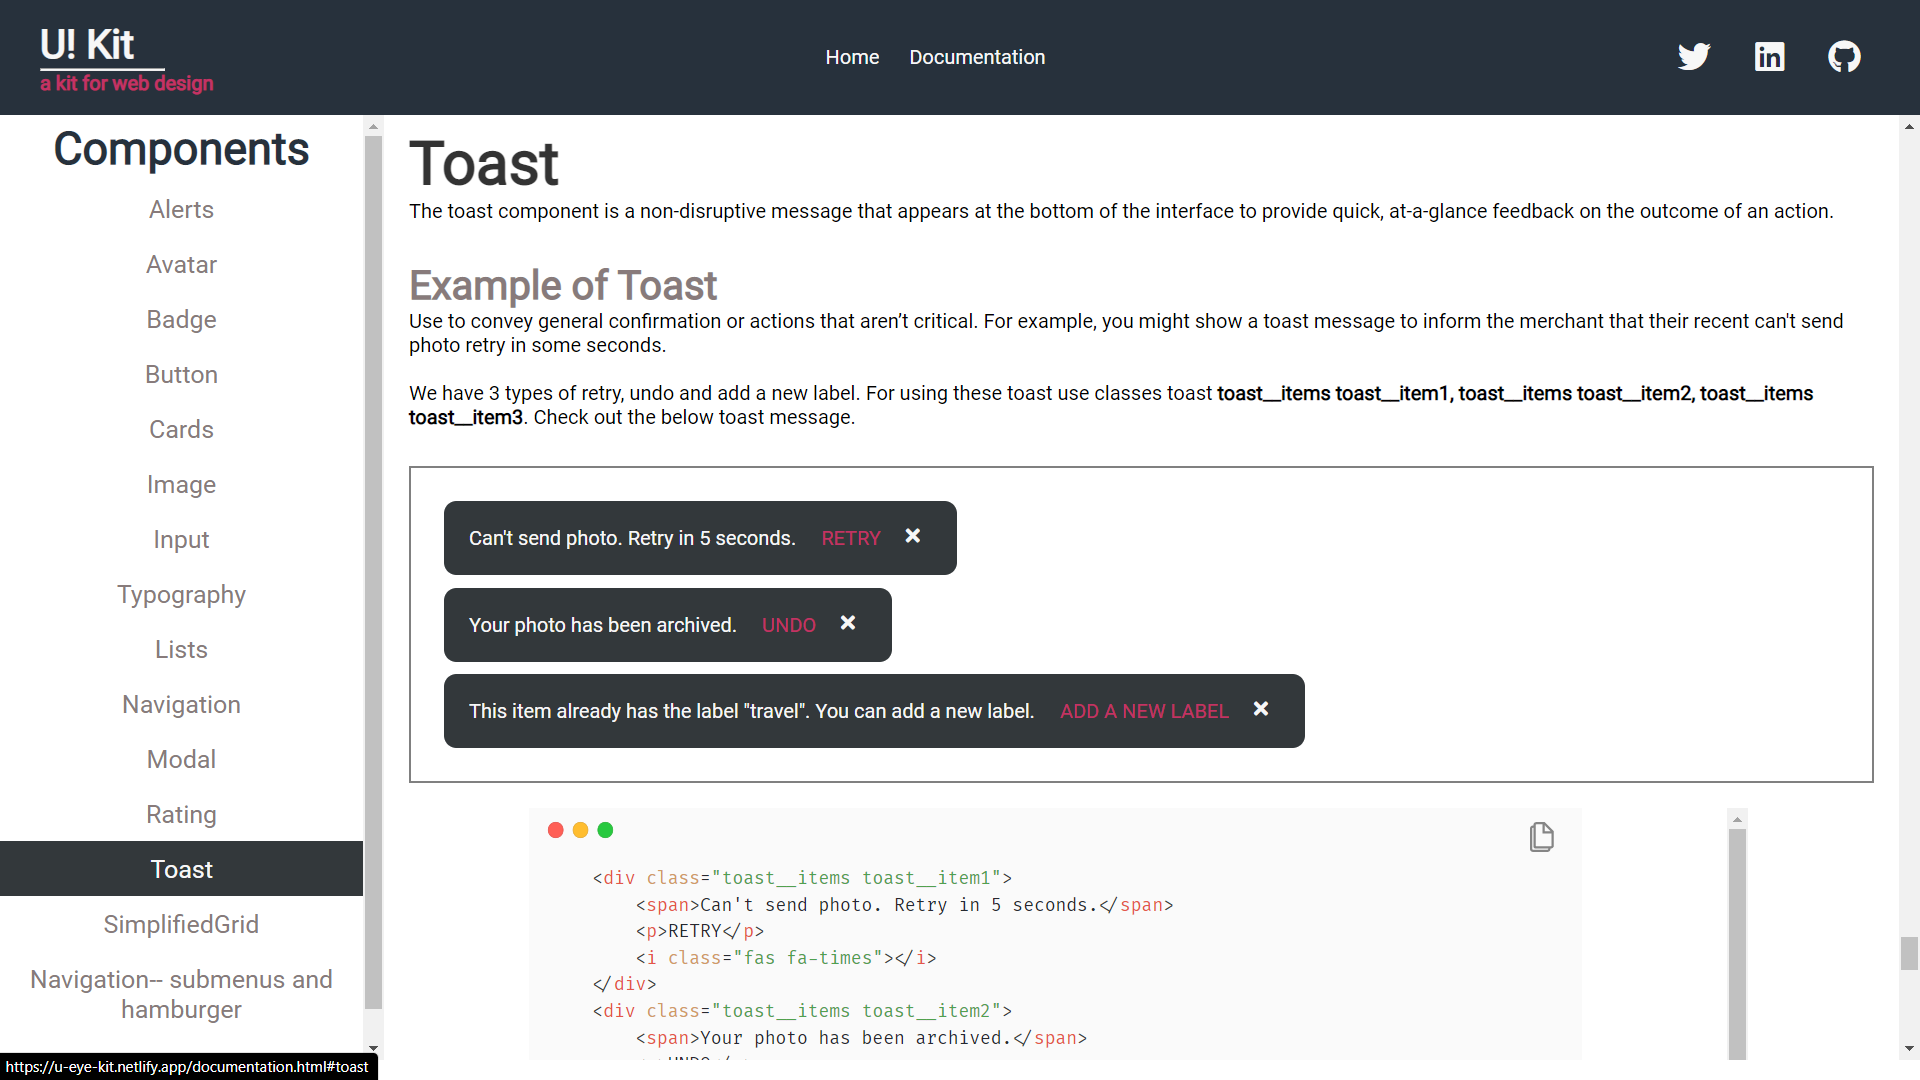 U! Kit
a kit for web design
Home
Documentation
Components
Alerts
Avatar
Badge
Button
Cards
Image
Input
Typography
Lists
Navigation
Modal
Rating
Toast
SimplifiedGrid
Navigation-- submenus and
hamburger
https://u-eye-kit.netlify.app/documentation.html#toast
Toast
The toast component is a non-disruptive message that appears at the bottom of the interface to provide quick, at-a-glance feedback on the outcome of an action.
Example of Toast
Use to convey general confirmation or actions that aren’t critical. For example, you might show a toast message to inform the merchant that their recent can't send
photo retry in some seconds.
We have 3 types of retry, undo and add a new label. For using these toast use classes toast toast__items toast__item1, toast__items toast__item2, toast__items
toast__item3. Check out the below toast message.
Can't send photo. Retry in 5 seconds. RETRY
Your photo has been archived. UNDO
This item already has the label "travel". You can add a new label. ADD A NEW LABEL
<div class="toast__items toast__item1">
<span>Can't send photo. Retry in 5 seconds.</span>
<p>RETRY</p>
<i class="fas fa-times"></i>
</div>
<div class="toast__items toast__item2">
<span>Your photo has been archived.</span>